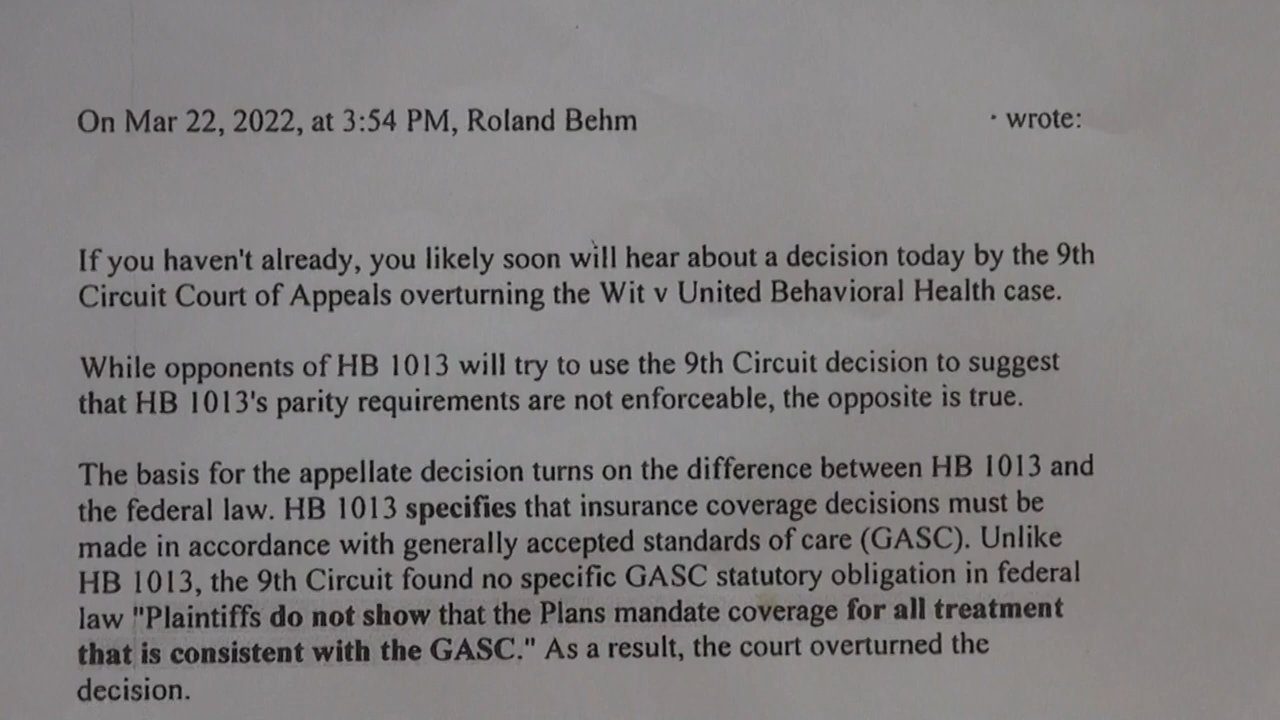 On Mar 22, 2022, at 3:54 PM, Roland Behm wrote:
If you haven't already, you likely soon will hear about a decision today by the 9th
Circuit Court of Appeals overturning the Wit v United Behavioral Health case.
While opponents of HB 1013 will try to use the 9th Circuit decision to suggest
that HB 1013's parity requirements are not enforceable, the opposite is true.
The basis for the appellate decision turns on the difference between HB 1013 and
the federal law. HB 1013 specifies that insurance coverage decisions must be
made in accordance with generally accepted standards of care (GASC). Unlike
HB 1013, the 9th Circuit found no specific GASC statutory obligation in federal
law "Plaintiffs do not show that the Plans mandate coverage for all treatment
that is consistent with the GASC." As a result, the court overturned the
decision.